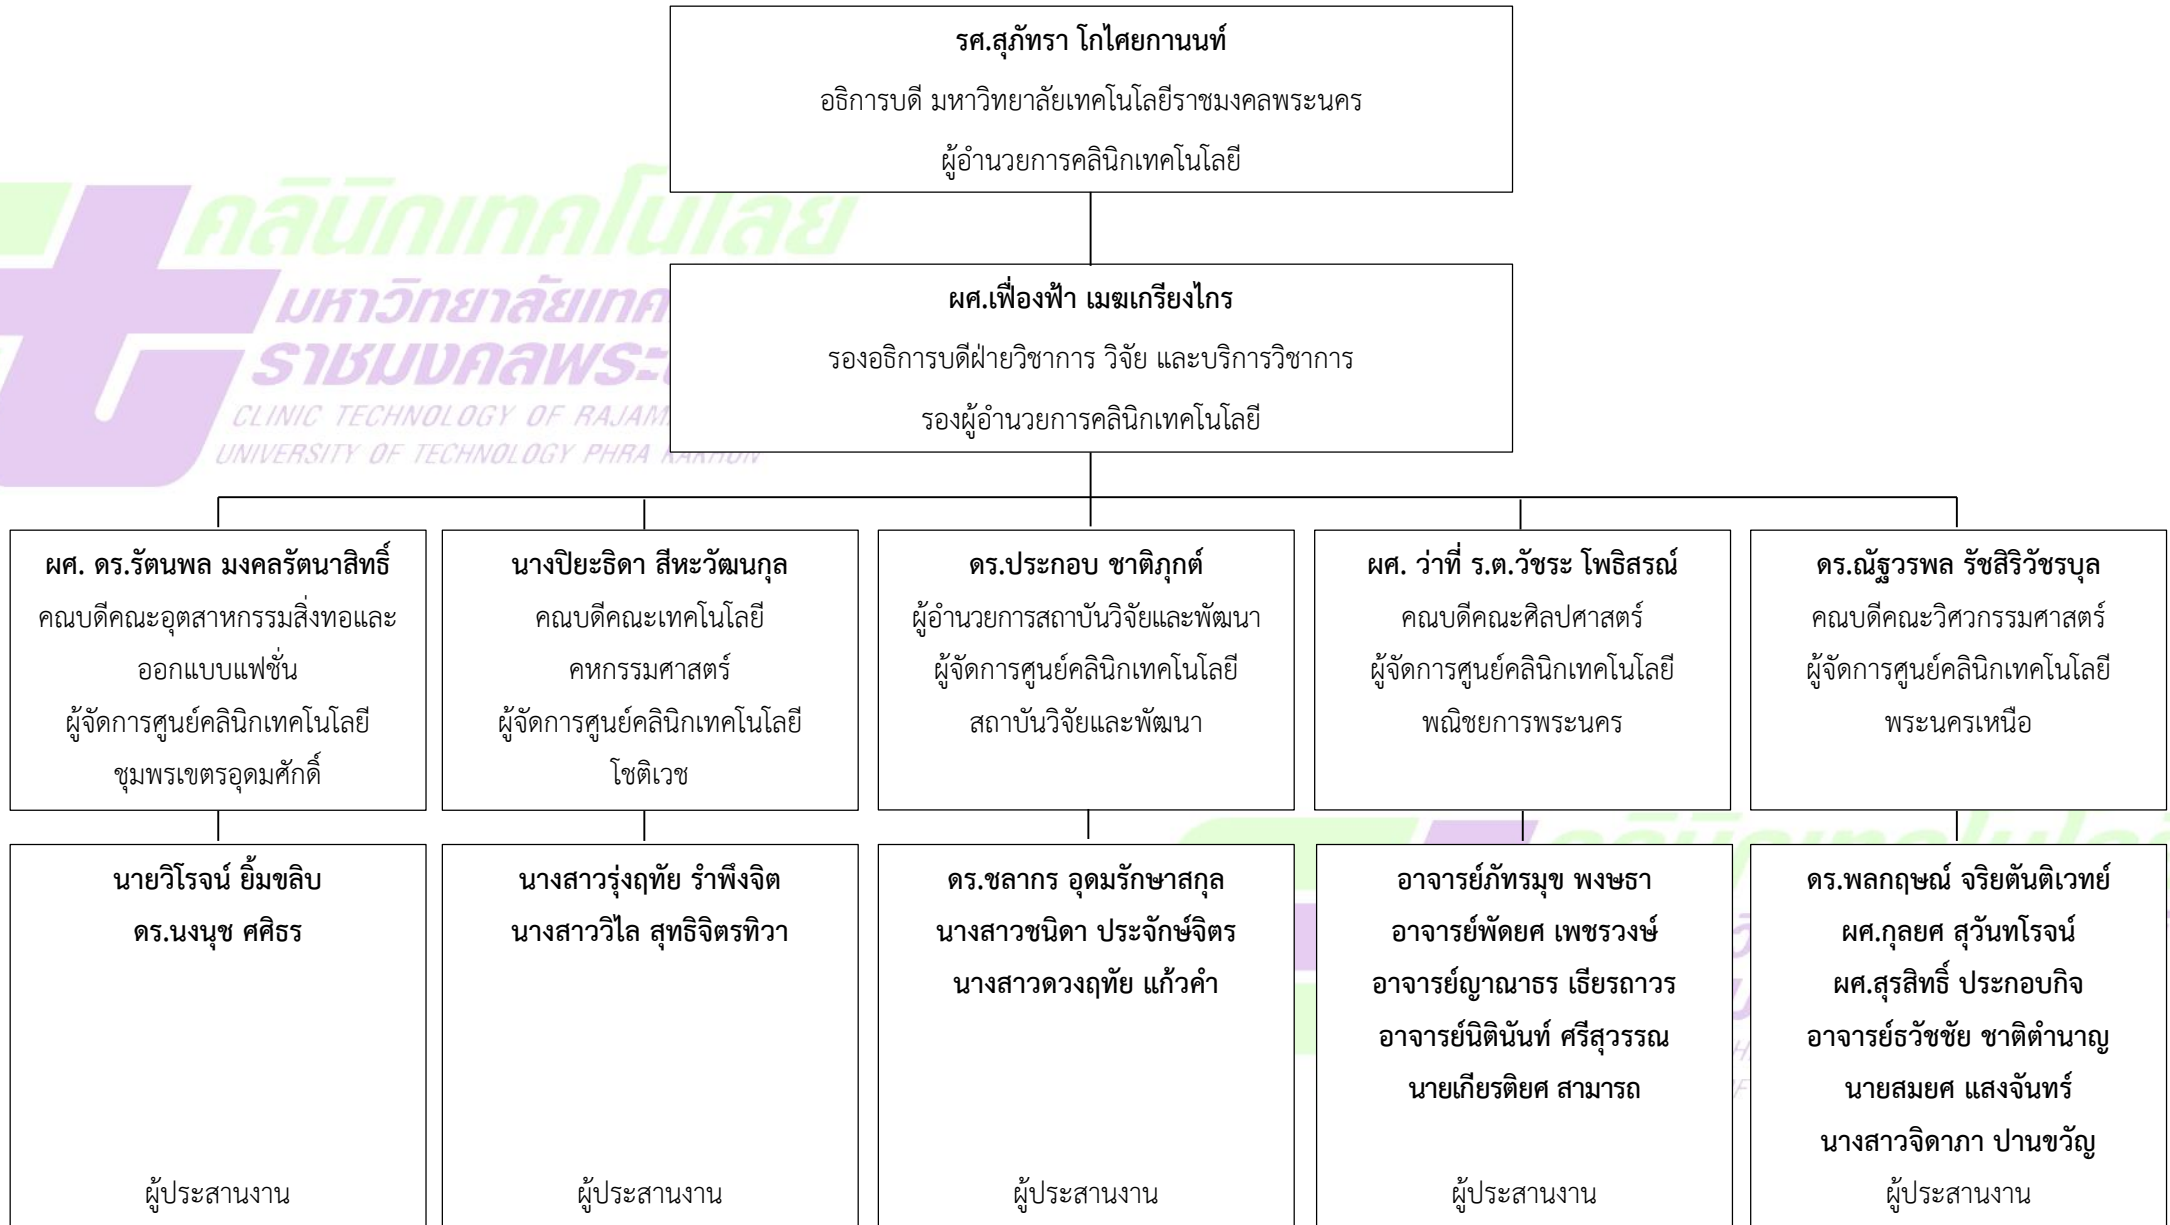 รศ.สุภัทรา โกไศยกานนท์
อธิการบดี มหาวิทยาลัยเทคโนโลยีราชมงคลพระนคร
ผู้อำนวยการคลินิกเทคโนโลยี
คลินิกเทคโนโลยี
มหาวิทยาลัยเทค
ราชมงคลพระ
CLINIC TECHNOLOGY OF RAJAM
UNIVERSITY OF TECHNOLOGY PHRA NAKHON
ผศ.เฟื่องฟ้า เมฆเกรียงไกร
รองอธิการบดีฝ่ายวิชาการ วิจัย และบริการวิชาการ
รองผู้อำนวยการคลินิกเทคโนโลยี
ผศ. ดร.รัตนพล มงคลรัตนาสิทธิ์
คณบดีคณะอุตสาหกรรมสิ่งทอและ
ออกแบบแฟชั่น
ผู้จัดการศูนย์คลินิกเทคโนโลยี
ชุมพรเขตรอุดมศักดิ์
นางปิยะธิดา สีหะวัฒนกุล
คณบดีคณะเทคโนโลยี
คหกรรมศาสตร์
ผู้จัดการศูนย์คลินิกเทคโนโลยี
โชติเวช
ดร.ประกอบ ชาติภุกต์
ผู้อำนวยการสถาบันวิจัยและพัฒนา
ผู้จัดการศูนย์คลินิกเทคโนโลยี
สถาบันวิจัยและพัฒนา
ผศ. ว่าที่ ร.ต.วัชระ โพธิสรณ์
คณบดีคณะศิลปศาสตร์
ผู้จัดการศูนย์คลินิกเทคโนโลยี
พณิชยการพระนคร
ดร.ณัฐวรพล รัชสิริวัชรบุล
คณบดีคณะวิศวกรรมศาสตร์
ผู้จัดการศูนย์คลินิกเทคโนโลยี
พระนครเหนือ
นายวิโรจน์ ยิ้มขลิบ
ดร.นงนุช ศศิธร
ผู้ประสานงาน
นางสาวรุ่งฤทัย รำพึงจิต
นางสาววิไล สุทธิจิตรทิวา
ผู้ประสานงาน
ดร.ชลากร อุดมรักษาสกุล
นางสาวชนิดา ประจักษ์จิตร
นางสาวดวงฤทัย แก้วคำ
ผู้ประสานงาน
อาจารย์ภัทรมุข พงษธา
อาจารย์พัดยศ เพชรวงษ์
อาจารย์ญาณาธร เธียรถาวร
อาจารย์นิตินันท์ ศรีสุวรรณ
นายเกียรติยศ สามารถ
ผู้ประสานงาน
ดร.พลกฤษณ์ จริยตันติเวทย์
ผศ.กุลยศ สุวันทโรจน์
ผศ.สุรสิทธิ์ ประกอบกิจ
อาจารย์ธวัชชัย ชาติตำนาญ
นายสมยศ แสงจันทร์
นางสาวจิดาภา ปานขวัญ
ผู้ประสานงาน